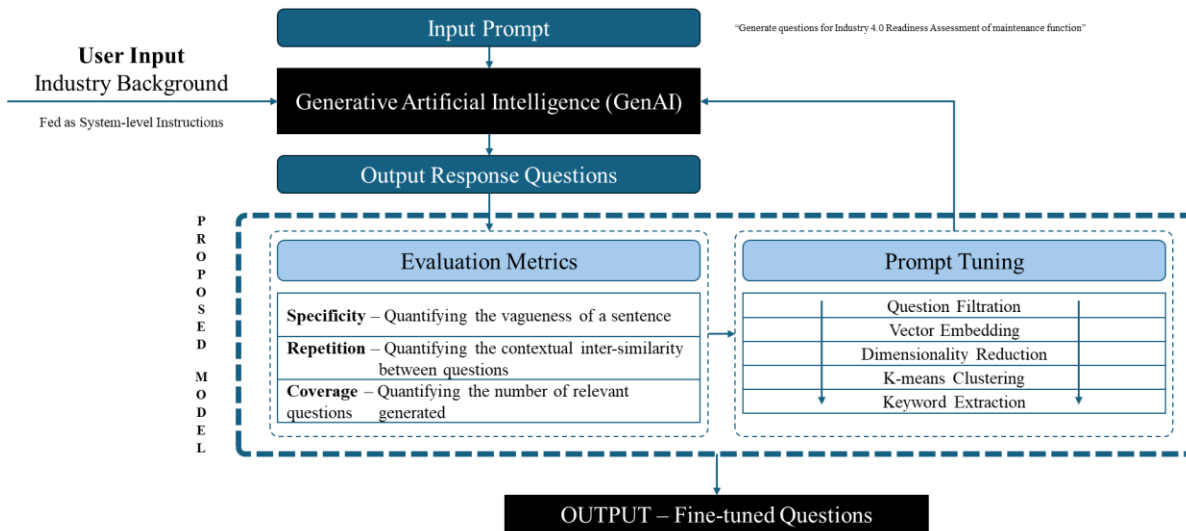 Input Prompt
“Generate questions for Industry 4.0 Readiness Assessment of maintenance function”
User Input
Industry Background
Fed as System-level Instructions
Generative Artificial Intelligence (GenAI)
Output Response Questions
PROPOSED MODEL
Evaluation Metrics
Specificity – Quantifying the vagueness of a sentence
Repetition – Quantifying the contextual inter-similarity
between questions
Coverage – Quantifying the number of relevant
questions generated
Prompt Tuning
Question Filtration
Vector Embedding
Dimensionality Reduction
K-means Clustering
Keyword Extraction
OUTPUT – Fine-tuned Questions